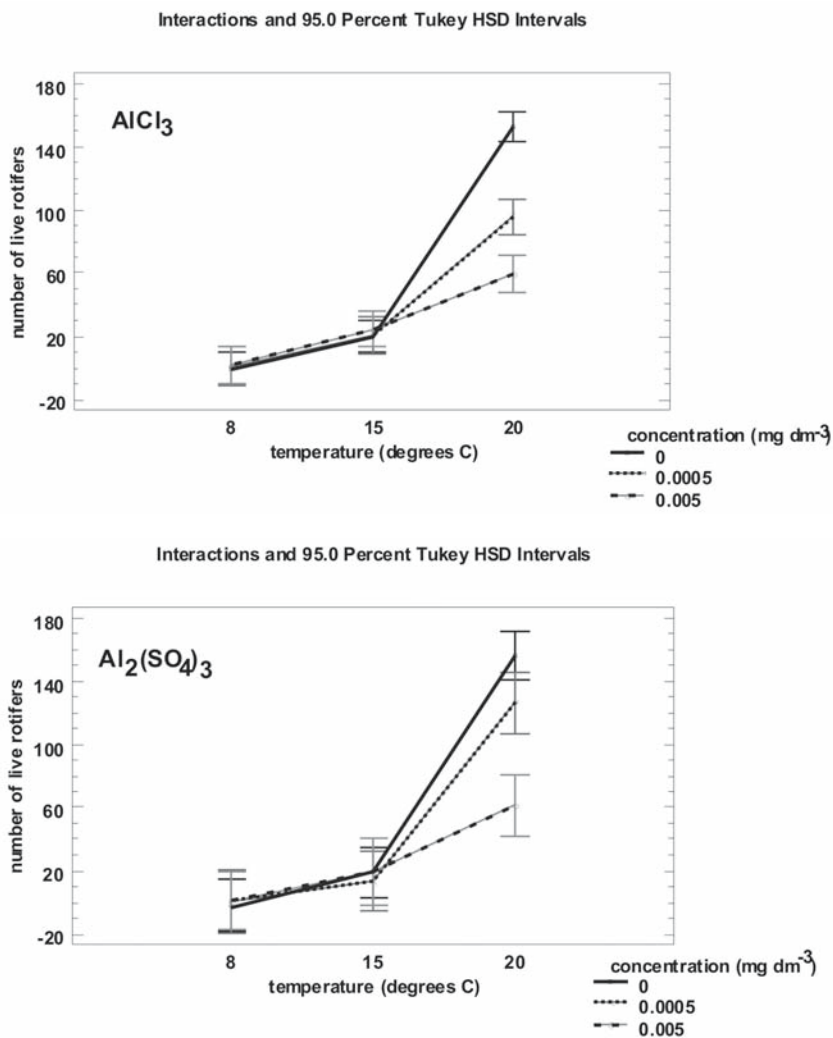 Interactions and 95.0 Percent Tukey HSD Intervals
AlCl3
number of live rotifers
180
140
100
60
20
-20
8 15 20
temperature (degrees C)
concentration (mg dm-3)
0
0.0005
0.005
Interactions and 95.0 Percent Tukey HSD Intervals
Al2(SO4)3
number of live rotifers
180
140
100
60
20
-20
8 15 20
temperature (degrees C)
concentration (mg dm-3)
0
0.0005
0.005